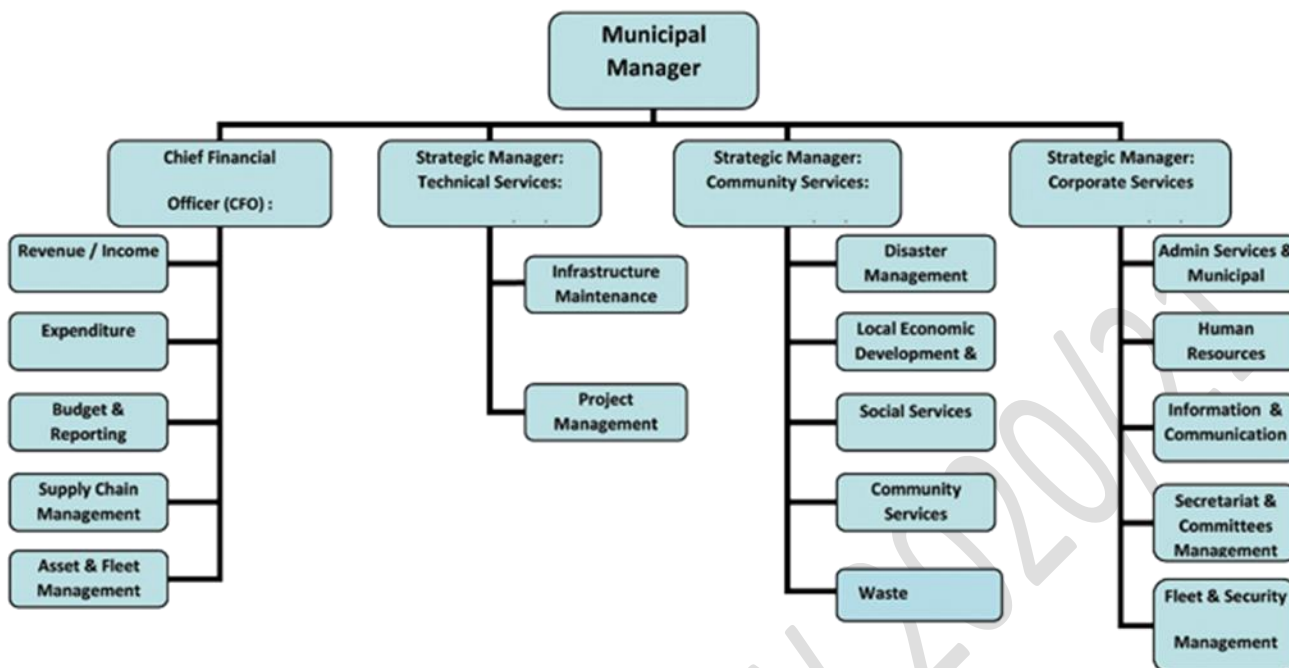 Municipal
Manager
Chief Financial
Officer (CFO) :
Strategic Manager:
Technical Services:
Strategic Manager:
Community Services:
Strategic Manager:
Corporate Services
Revenue / Income
Expenditure
Budget &
Reporting
Supply Chain
Management
Asset & Fleet
Management
Infrastructure
Maintenance
Project
Management
Disaster
Management
Local Economic
Development &
Social Services
Community
Services
Waste
Admin Services &
Municipal
Human
Resources
Information &
Communication
Secretariat &
Committees
Management
Fleet & Security
Management
2020/21